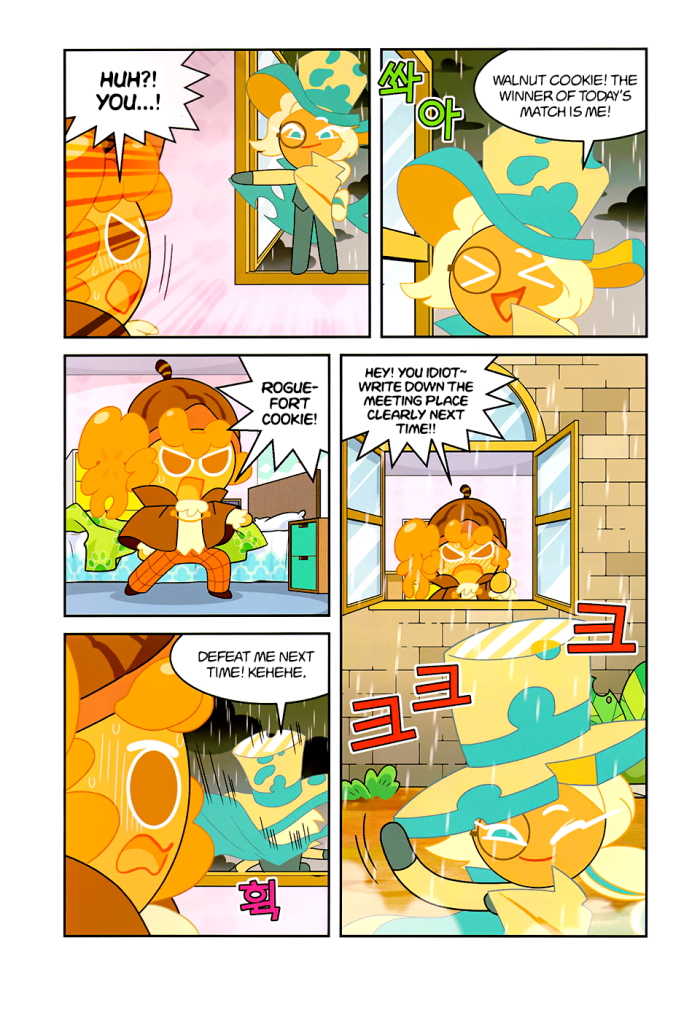 HUH?!
YOU...!
쏴
아
WALNUT COOKIE! THE
WINNER OF TODAY'S
MATCH IS ME!
ROGUE-
FORT
COOKIE!
HEY! YOU IDIOT~
WRITE DOWN THE
MEETING PLACE
CLEARLY NEXT
TIME!!
크
크
크
DEFEAT ME NEXT
TIME! KEHEHE.
휙